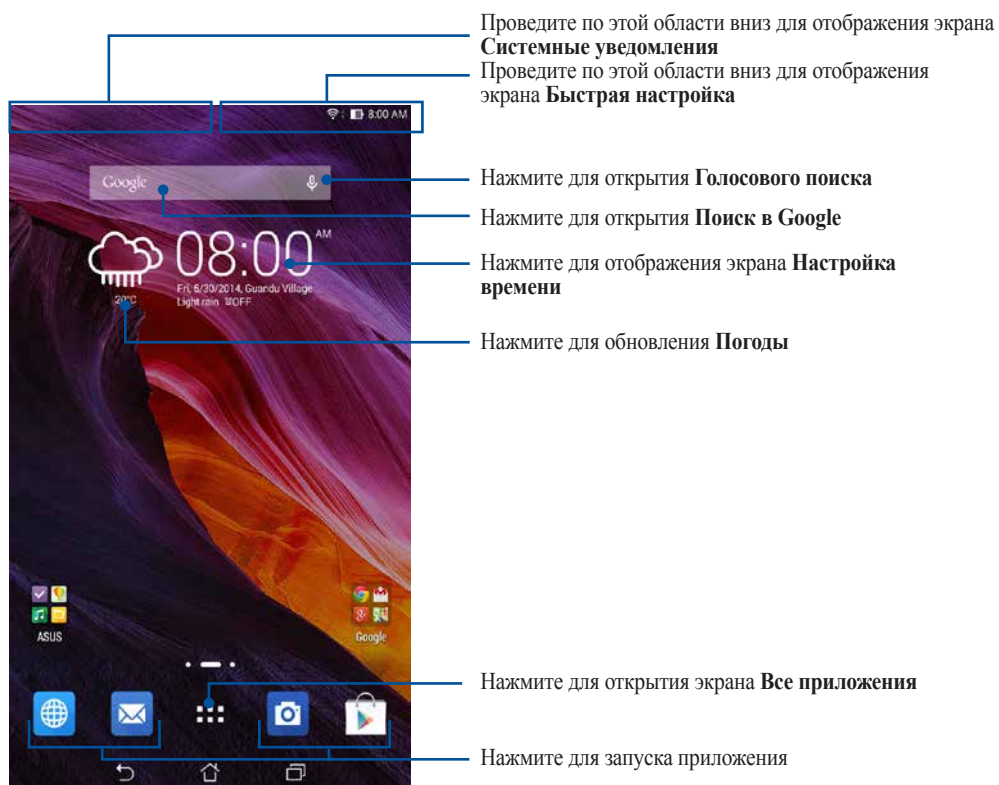 Проведите по этой области вниз для отображения экрана
Системные уведомления
Проведите по этой области вниз для отображения
экрана Быстрая настройка
8:00 AM
Google
Нажмите для открытия Голосового поиска
Нажмите для открытия Поиск в Google
08:00 AM
Fri, 5/30/2014, Guandu Village
Light rain OFF
20°C
Нажмите для отображения экрана Настройка
времени
Нажмите для обновления Погоды
ASUS
Google
Нажмите для открытия экрана Все приложения
Нажмите для запуска приложения